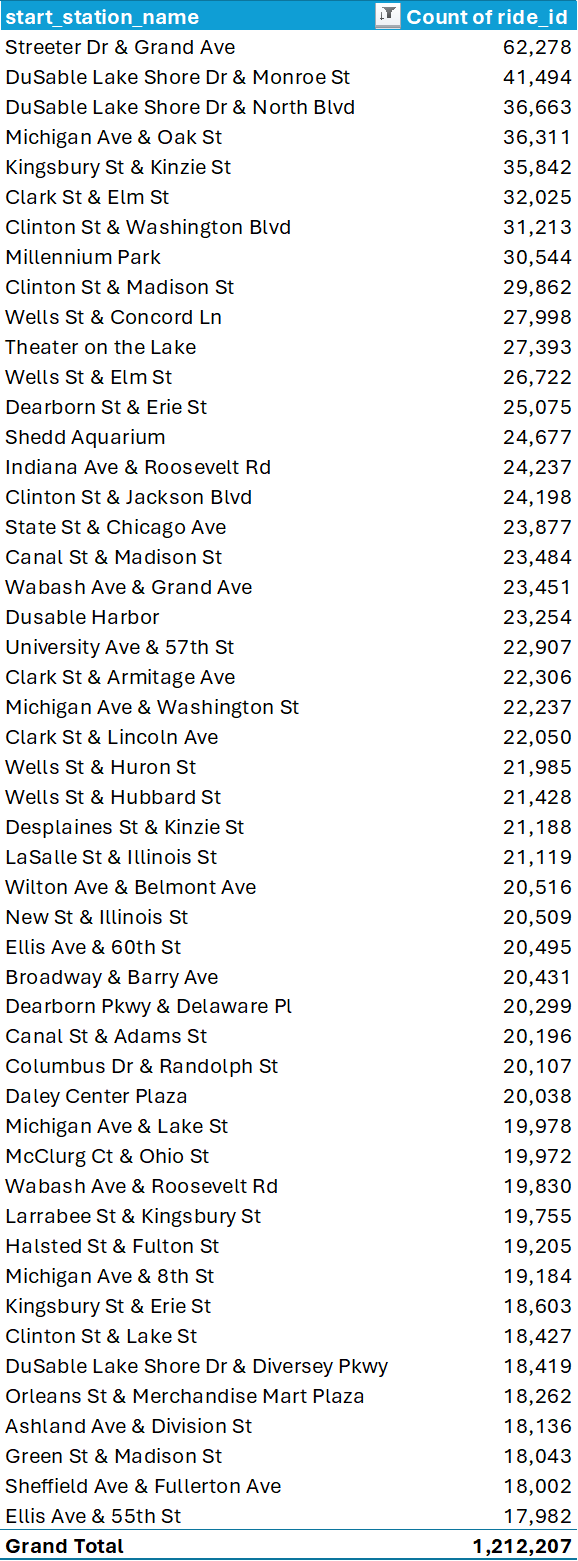 start_station_name Count of ride_id
Streeter Dr & Grand Ave 62,278
DuSable Lake Shore Dr & Monroe St 41,494
DuSable Lake Shore Dr & North Blvd 36,663
Michigan Ave & Oak St 36,311
Kingsbury St & Kinzie St 35,842
Clark St & Elm St 32,025
Clinton St & Washington Blvd 31,213
Millennium Park 30,544
Clinton St & Madison St 29,862
Wells St & Concord Ln 27,998
Theater on the Lake 27,393
Wells St & Elm St 26,722
Dearborn St & Erie St 25,075
Shedd Aquarium 24,677
Indiana Ave & Roosevelt Rd 24,237
Clinton St & Jackson Blvd 24,198
State St & Chicago Ave 23,877
Canal St & Madison St 23,484
Wabash Ave & Grand Ave 23,451
Dusable Harbor 23,254
University Ave & 57th St 22,907
Clark St & Armitage Ave 22,306
Michigan Ave & Washington St 22,237
Clark St & Lincoln Ave 22,050
Wells St & Huron St 21,985
Wells St & Hubbard St 21,428
Desplaines St & Kinzie St 21,188
LaSalle St & Illinois St 21,119
Wilton Ave & Belmont Ave 20,516
New St & Illinois St 20,509
Ellis Ave & 60th St 20,495
Broadway & Barry Ave 20,431
Dearborn Pkwy & Delaware Pl 20,299
Canal St & Adams St 20,196
Columbus Dr & Randolph St 20,107
Daley Center Plaza 20,038
Michigan Ave & Lake St 19,978
McClurg Ct & Ohio St 19,972
Wabash Ave & Roosevelt Rd 19,830
Larrabee St & Kingsbury St 19,755
Halsted St & Fulton St 19,205
Michigan Ave & 8th St 19,184
Kingsbury St & Erie St 18,603
Clinton St & Lake St 18,427
DuSable Lake Shore Dr & Diversey Pkwy 18,419
Orleans St & Merchandise Mart Plaza 18,262
Ashland Ave & Division St 18,136
Green St & Madison St 18,043
Sheffield Ave & Fullerton Ave 18,002
Ellis Ave & 55th St 17,982
Grand Total 1,212,207